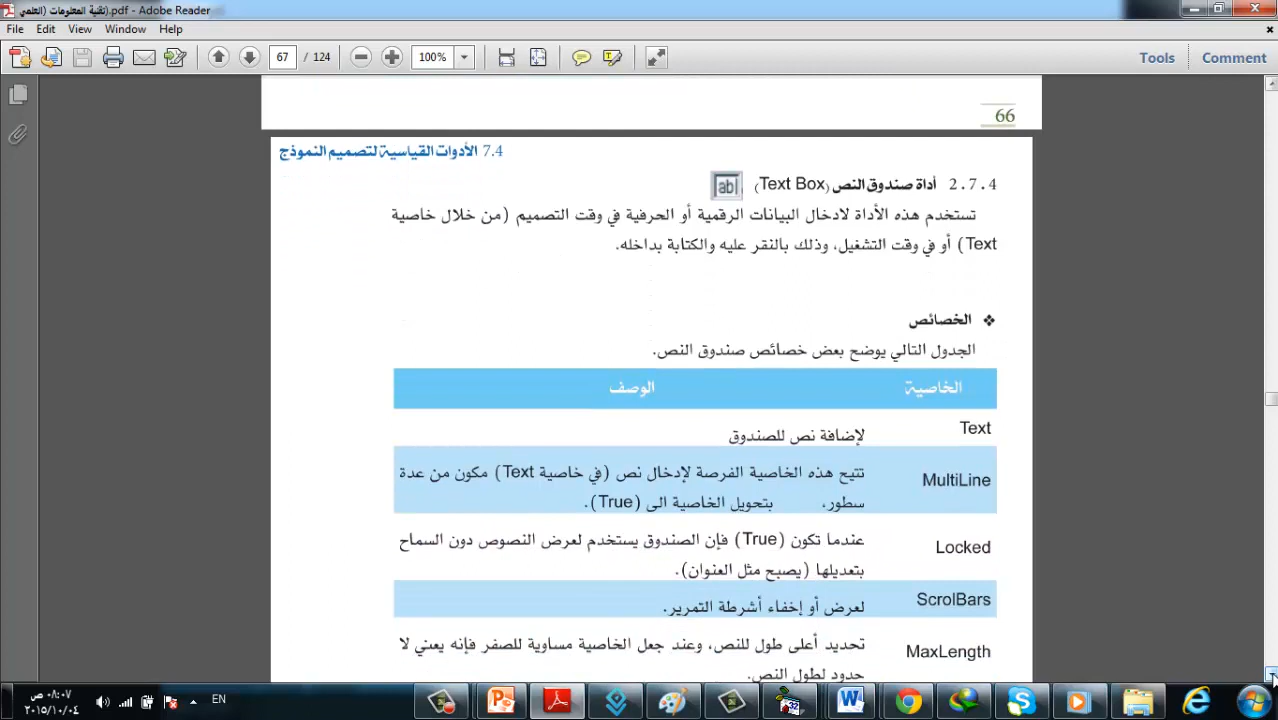 تقنية المعلومات (العلمي).pdf - Adobe Reader
File Edit View Window Help
67 / 124 100% Tools Comment
66
7.4 الأدوات القياسية لتصميم النموذج
2.7.4 أداة صندوق النص (Text Box) ab
تستخدم هذه الأداة لادخال البيانات الرقمية أو الحرفية في وقت التصميم (من خلال خاصية
Text) أو في وقت التشغيل، وذلك بالنقر عليه والكتابة بداخله.
❖ الخصائص
الجدول التالي يوضح بعض خصائص صندوق النص.
الخاصية الوصف
Text لإضافة نص للصندوق
MultiLine تتيح هذه الخاصية الفرصة لإدخال نص (في خاصية Text) مكون من عدة
سطور، بتحويل الخاصية الى (True).
Locked عندما تكون (True) فإن الصندوق يستخدم لعرض النصوص دون السماح
بتعديلها (يصبح مثل العنوان).
ScrolBars لعرض أو إخفاء أشرطة التمرير.
MaxLength تحديد أعلى طول للنص، وعند جعل الخاصية مساوية للصفر فإنه يعني لا
حدود لطول النص.
٠٨:٠٧ ص EN
٢٠١٥/١٠/٠٤